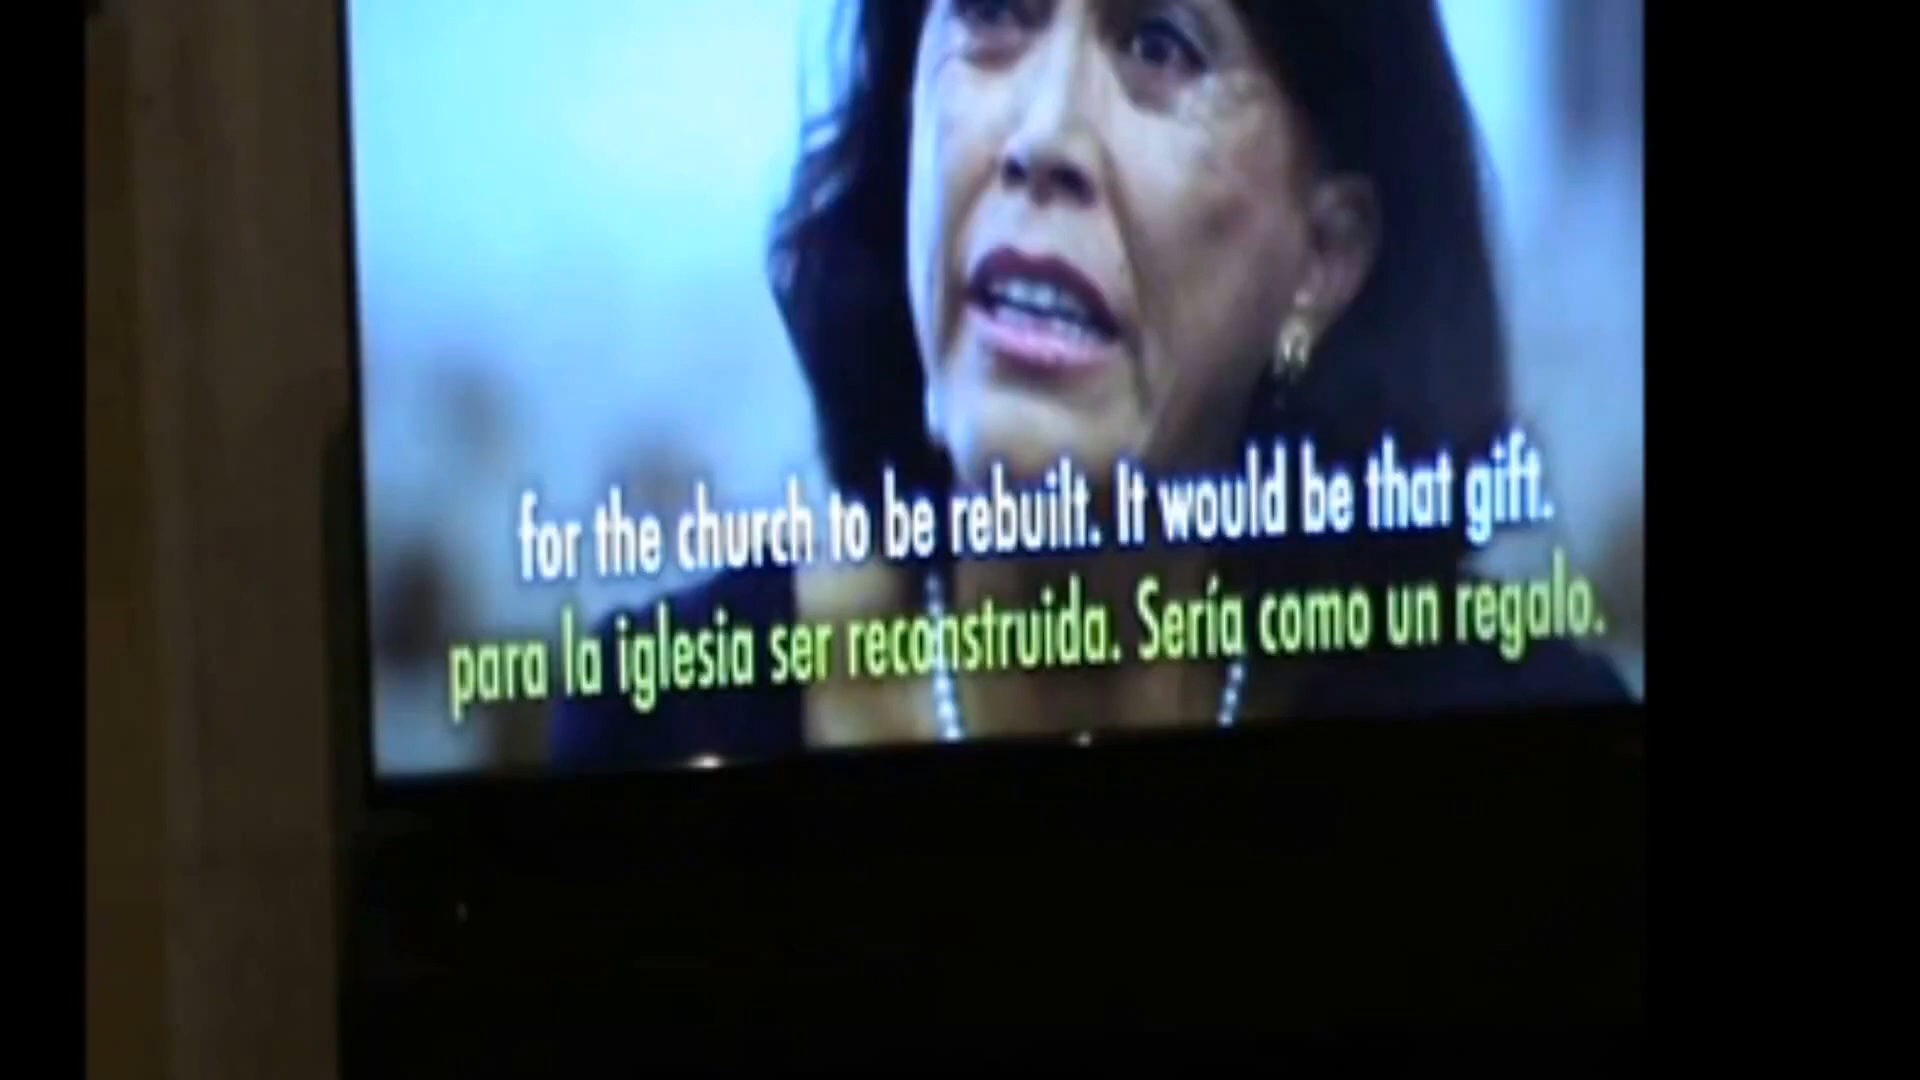 for the church to be rebuilt. It would be that gift.
para la iglesia ser reconstruida. Sería como un regalo.